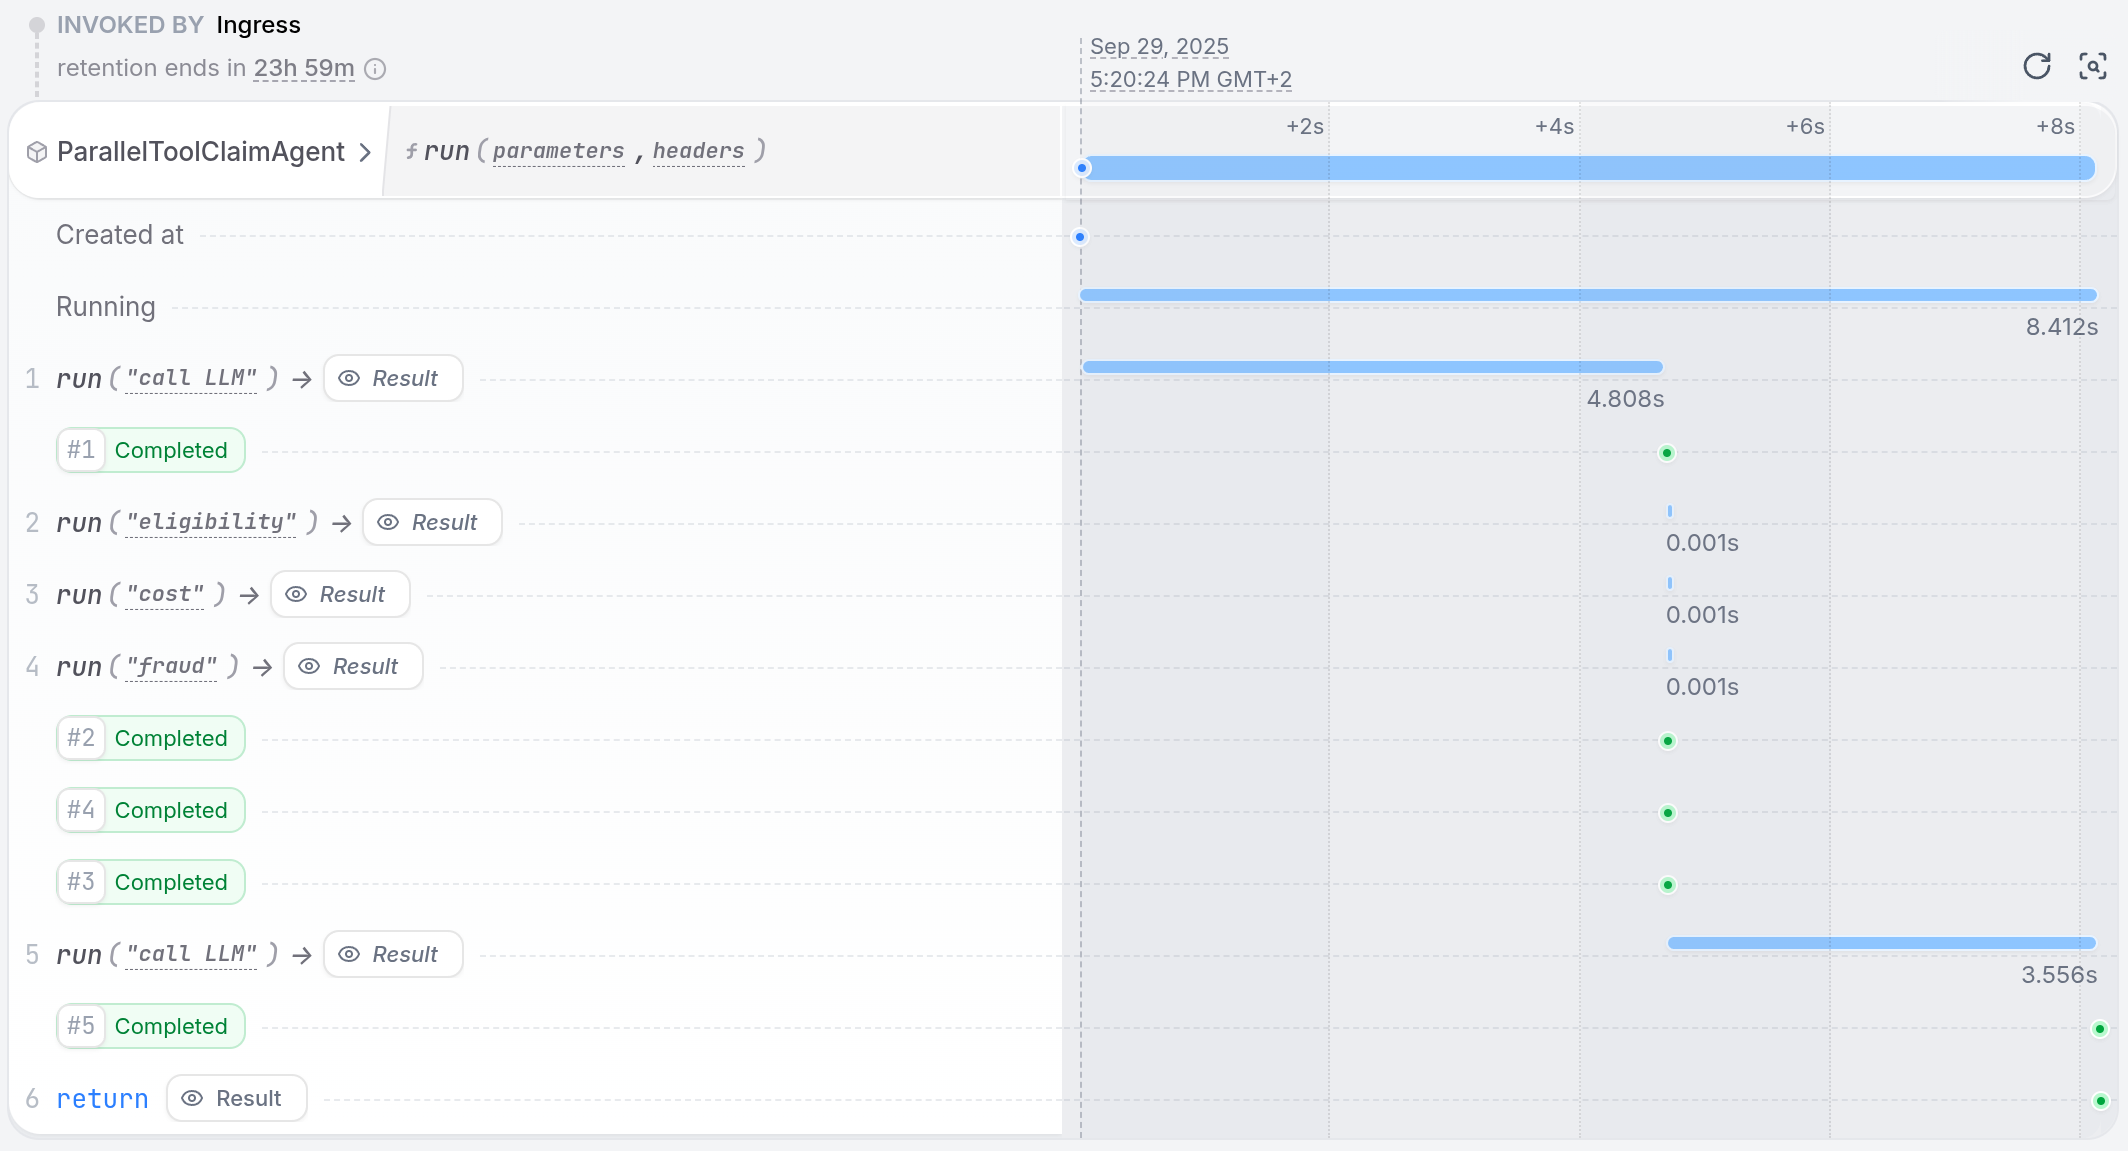 INVOKED BY Ingress
retention ends in 23h 59m
Sep 29, 2025
5:20:24 PM GMT+2
+2s +4s +6s +8s
ParallelToolClaimAgent > f run ( parameters , headers )
Created at
Running
8.412s
1 run ( "call LLM" ) → Result
4.808s
#1 Completed
2 run ( "eligibility" ) → Result
0.001s
3 run ( "cost" ) → Result
0.001s
4 run ( "fraud" ) → Result
0.001s
#2 Completed
#4 Completed
#3 Completed
5 run ( "call LLM" ) → Result
3.556s
#5 Completed
6 return Result